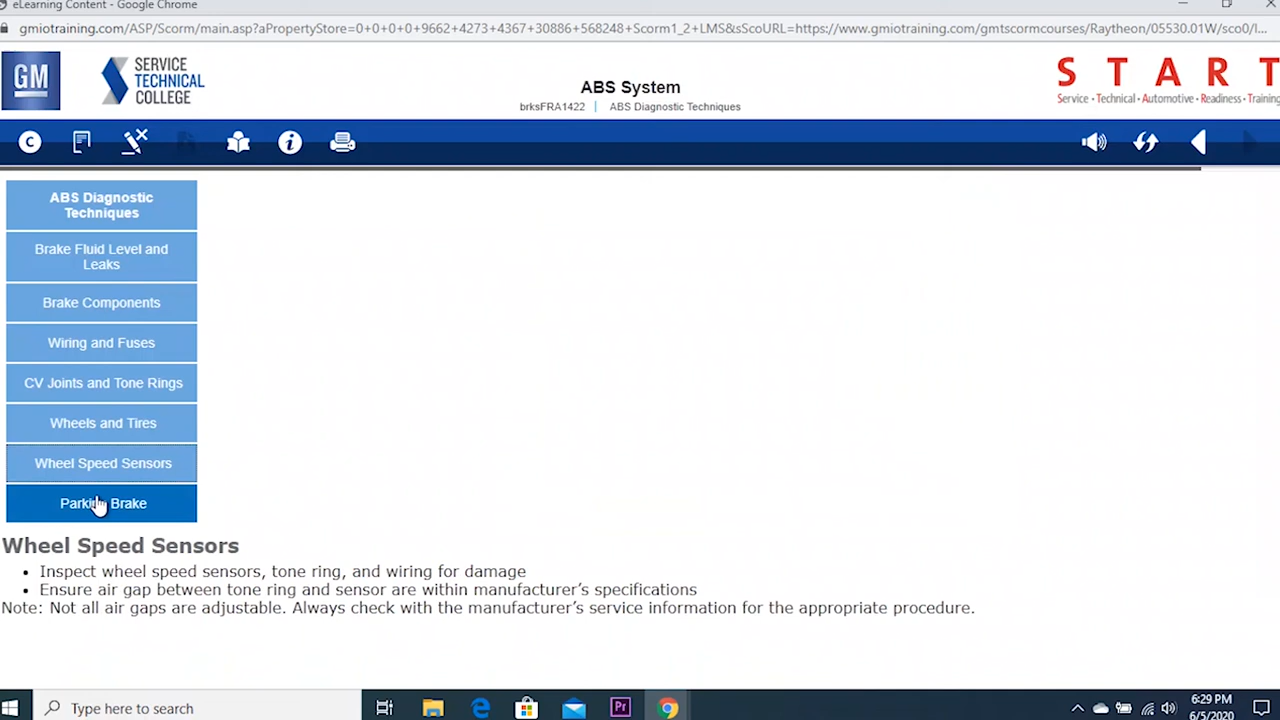 eLearning Content - Google Chrome
gmiotraining.com/ASP/Scorm/main.asp?aPropertyStore=0+0+0+0+9662+4273+4367+30886+568248+Scorm1_2+LMS&sScoURL=https://www.gmiotraining.com/gmtscormcourses/Raytheon/05530.01W/sco0/l...
GM
SERVICE
TECHNICAL
COLLEGE
ABS System
brksFRA1422 | ABS Diagnostic Techniques
START
Service • Technical • Automotive • Readiness • Training
ABS Diagnostic
Techniques
Brake Fluid Level and
Leaks
Brake Components
Wiring and Fuses
CV Joints and Tone Rings
Wheels and Tires
Wheel Speed Sensors
Parking Brake
Wheel Speed Sensors
• Inspect wheel speed sensors, tone ring, and wiring for damage
• Ensure air gap between tone ring and sensor are within manufacturer’s specifications
Note: Not all air gaps are adjustable. Always check with the manufacturer’s service information for the appropriate procedure.
Type here to search
Pr
6:29 PM
6/5/2020